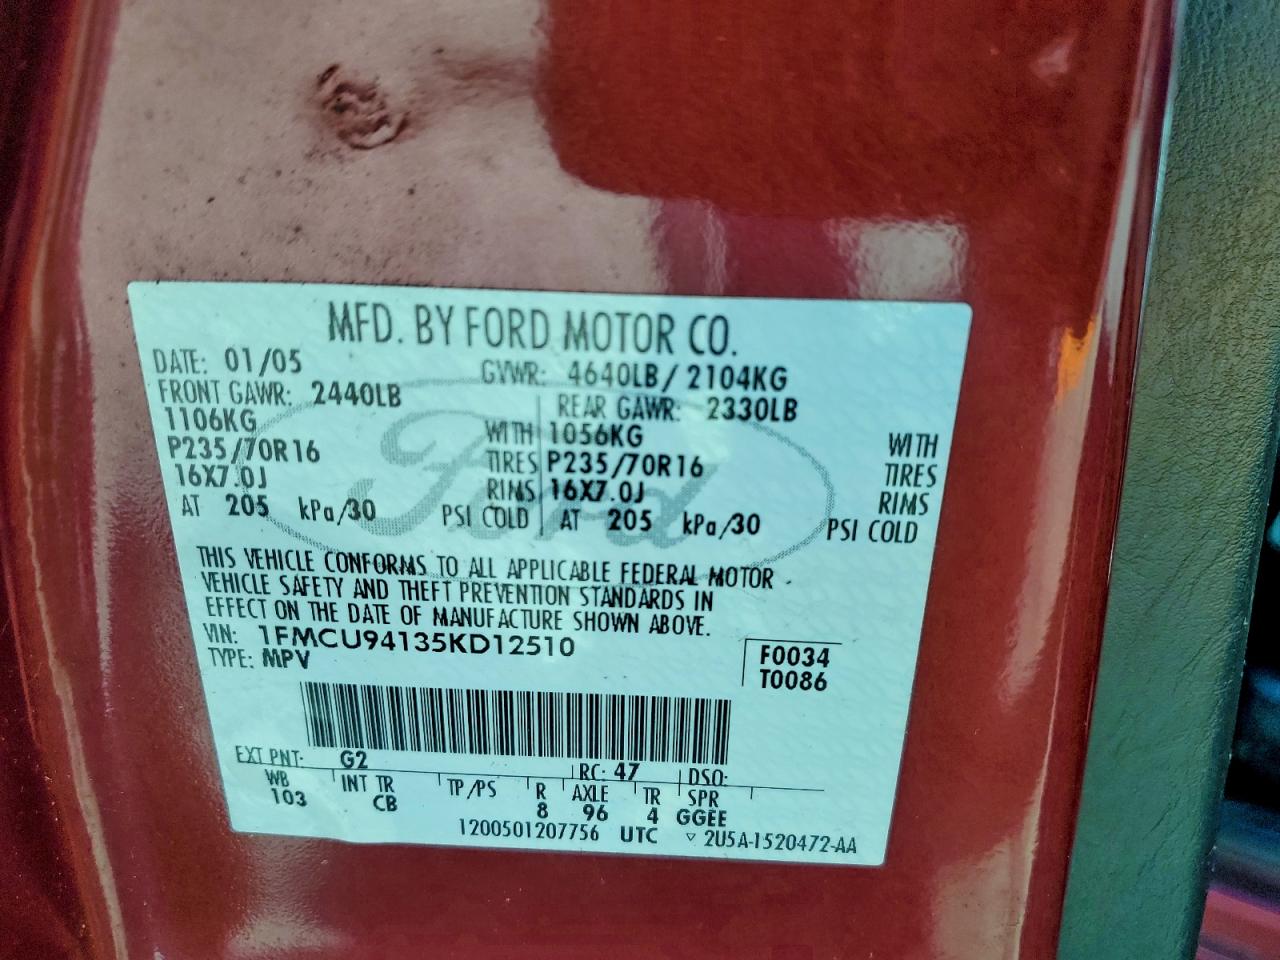 MFD. BY FORD MOTOR CO.
DATE: 01/05 GVWR: 4640LB/2104KG
FRONT GAWR: 2440LB REAR GAWR: 2330LB
1106KG WITH 1056KG WITH
P235/70R16 TIRES P235/70R16 TIRES
16X7.0J RIMS 16X7.0J RIMS
AT 205 kPa/30 PSI COLD AT 205 kPa/30 PSI COLD
Ford
THIS VEHICLE CONFORMS TO ALL APPLICABLE FEDERAL MOTOR
VEHICLE SAFETY AND THEFT PREVENTION STANDARDS IN
EFFECT ON THE DATE OF MANUFACTURE SHOWN ABOVE.
VIN: 1FMCU94135KD12510 F0034
TYPE: MPV T0086
EXT PNT: G2 RC: 47 DSO:
WB INT TR TP/PS R AXLE TR SPR
103 CB 8 96 4 GGEE
1200501207756 UTC ▿ 2U5A-1520472-AA